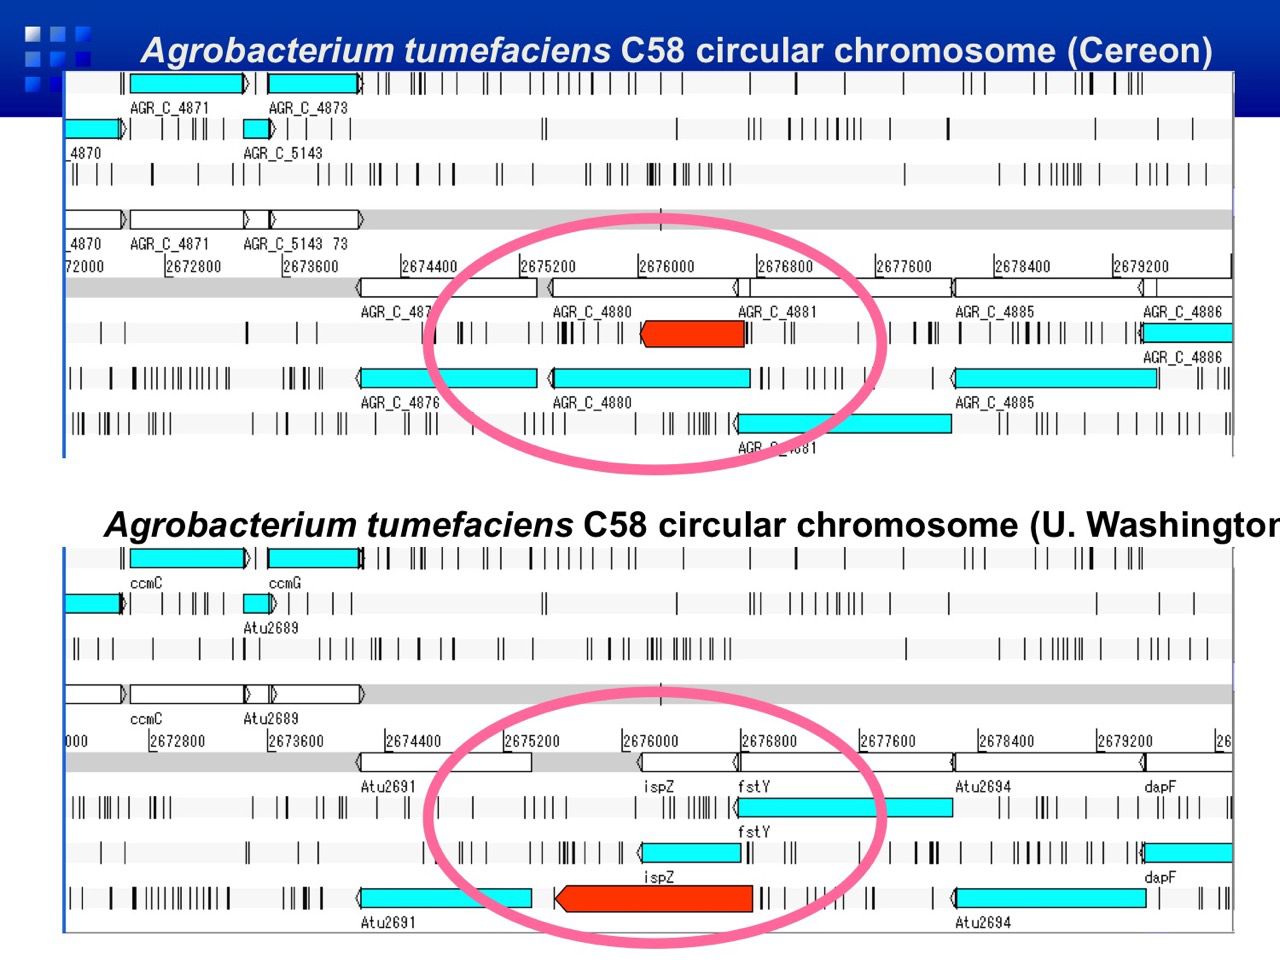 Agrobacterium tumefaciens C58 circular chromosome (Cereon)
AGR_C_4871 AGR_C_4873
_4870 AGR_C_5143
_4870 AGR_C_4871 AGR_C_5143 73
72000 2672800 2673600 2674400 2675200 2676000 2676800 2677600 2678400 2679200
AGR_C_487 AGR_C_4880 AGR_C_4881 AGR_C_4885 AGR_C_4886
AGR_C_4886
AGR_C_4876 AGR_C_4880 AGR_C_4885
AGR_C_4881
Agrobacterium tumefaciens C58 circular chromosome (U. Washington
ccmC ccmG
Atu2689
ccmC Atu2689
000 2672800 2673600 2674400 2675200 2676000 2676800 2677600 2678400 2679200 26
Atu2691 ispZ fstY Atu2694 dapF
fstY
ispZ dapF
Atu2691 Atu2694